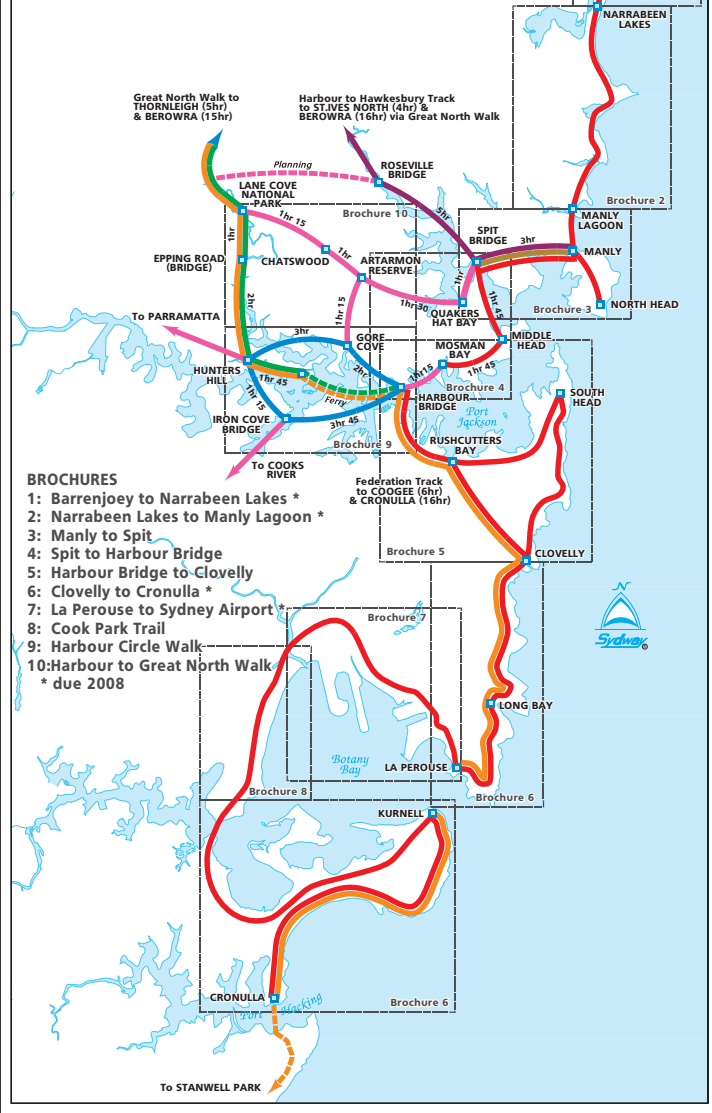 NARRABEEN
LAKES
Great North Walk to
THORNLEIGH (5hr)
& BEROWRA (15hr)
Harbour to Hawkesbury Track
to ST.IVES NORTH (4hr) &
BEROWRA (16hr) via Great North Walk
Planning
ROSEVILLE
BRIDGE
LANE COVE
NATIONAL
PARK
Brochure 2
Brochure 10
5hr
MANLY
LAGOON
1hr 15
SPIT
BRIDGE
3hr
1hr
1hr
MANLY
EPPING ROAD
(BRIDGE)
CHATSWOOD
ARTARMON
RESERVE
1hr
2hr
1hr 15
1hr30
1hr 45
QUAKERS
HAT BAY
Brochure 3
NORTH HEAD
To PARRAMATTA
3hr
GORE
COVE
MOSMAN
BAY
MIDDLE
HEAD
HUNTERS
HILL
1hr 45
2hr
1hr15
1hr 45
Brochure 4
SOUTH
HEAD
1hr 15
Ferry
HARBOUR
BRIDGE
Port
Jackson
IRON COVE
BRIDGE
3hr 45
Brochure 9
RUSHCUTTERS
BAY
To COOKS
RIVER
Federation Track
to COOGEE (6hr)
& CRONULLA (16hr)
BROCHURES
1: Barrenjoey to Narrabeen Lakes *
2: Narrabeen Lakes to Manly Lagoon *
3: Manly to Spit
4: Spit to Harbour Bridge
5: Harbour Bridge to Clovelly
6: Clovelly to Cronulla *
7: La Perouse to Sydney Airport *
8: Cook Park Trail
9: Harbour Circle Walk
10:Harbour to Great North Walk
* due 2008
Brochure 5
CLOVELLY
N
Sydway
Brochure 7
LONG BAY
Botany
Bay
LA PEROUSE
Brochure 8
Brochure 6
KURNELL
CRONULLA
Port Hacking
Brochure 6
To STANWELL PARK